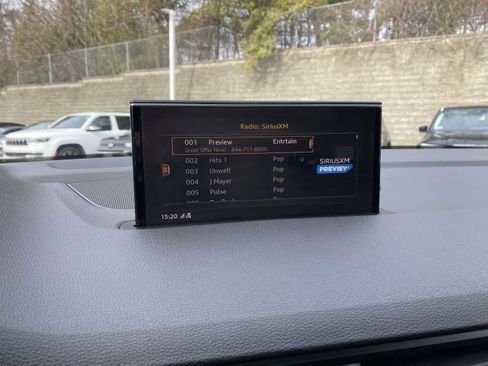 Radio: SiriusXM
001 Preview Entrtain
Great Offer Now! - 844-711-8800
002 Hits 1 Pop
003 Unwell Pop
004 J Mayer Pop
005 Pulse Pop
SIRIUSXM
PREVIEW
15:20